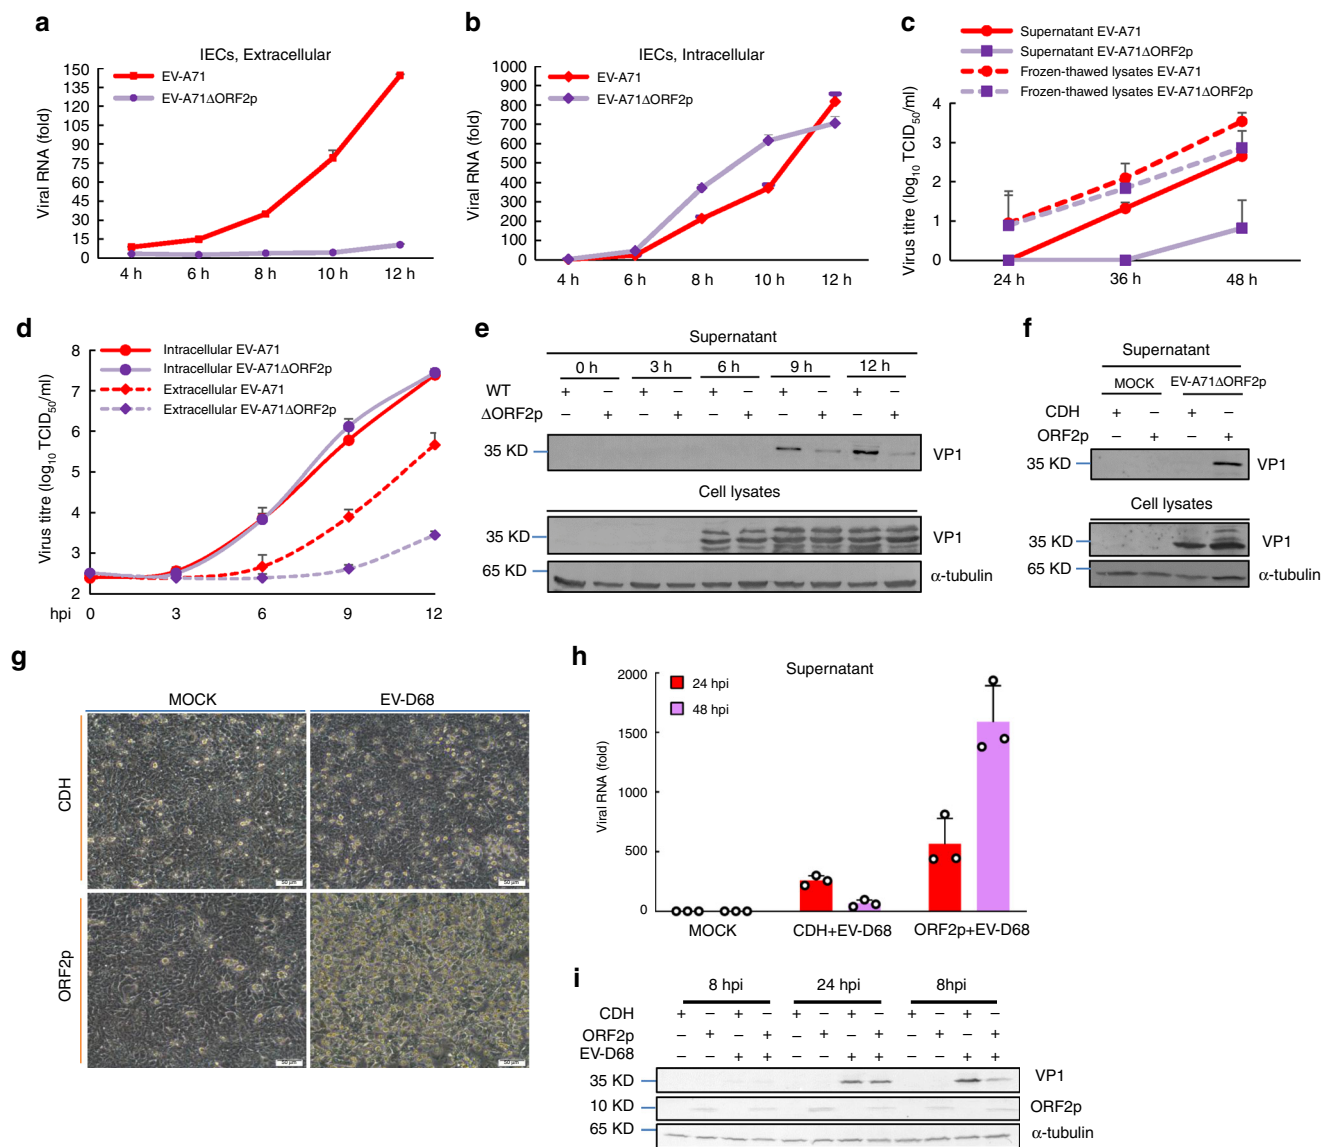 a
IECs, Extracellular
Viral RNA (fold)
150
135
120
105
90
75
60
45
30
15
0
EV-A71
EV-A71ΔORF2p
4 h 6 h 8 h 10 h 12 h
b
IECs, Intracellular
Viral RNA (fold)
1000
900
800
700
600
500
400
300
200
100
0
EV-A71
EV-A71ΔORF2p
4 h 6 h 8 h 10 h 12 h
c
Supernatant EV-A71
Supernatant EV-A71ΔORF2p
Frozen-thawed lysates EV-A71
Frozen-thawed lysates EV-A71ΔORF2p
Virus titre (log10 TCID50/ml)
4
3
2
1
0
24 h 36 h 48 h
d
Virus titre (log10 TCID50/ml)
8
7
6
5
4
3
2
Intracellular EV-A71
Intracellular EV-A71ΔORF2p
Extracellular EV-A71
Extracellular EV-A71ΔORF2p
hpi 0 3 6 9 12
e
Supernatant
0 h 3 h 6 h 9 h 12 h
WT + – + – + – + – + –
ΔORF2p – + – + – + – + – +
35 KD VP1
Cell lysates
35 KD VP1
65 KD α-tubulin
f
Supernatant
MOCK EV-A71ΔORF2p
CDH + – + –
ORF2p – + – +
35 KD VP1
Cell lysates
35 KD VP1
65 KD α-tubulin
g
MOCK EV-D68
CDH
50 µm 50 µm
ORF2p
50 µm 50 µm
h
Supernatant
Viral RNA (fold)
2000
1500
1000
500
0
24 hpi
48 hpi
MOCK CDH+EV-D68 ORF2p+EV-D68
i
8 hpi 24 hpi 8hpi
CDH + – + – + – + – + – + –
ORF2p – + – + – + – + – + – +
EV-D68 – – + + – – + + – – + +
35 KD VP1
10 KD ORF2p
65 KD α-tubulin